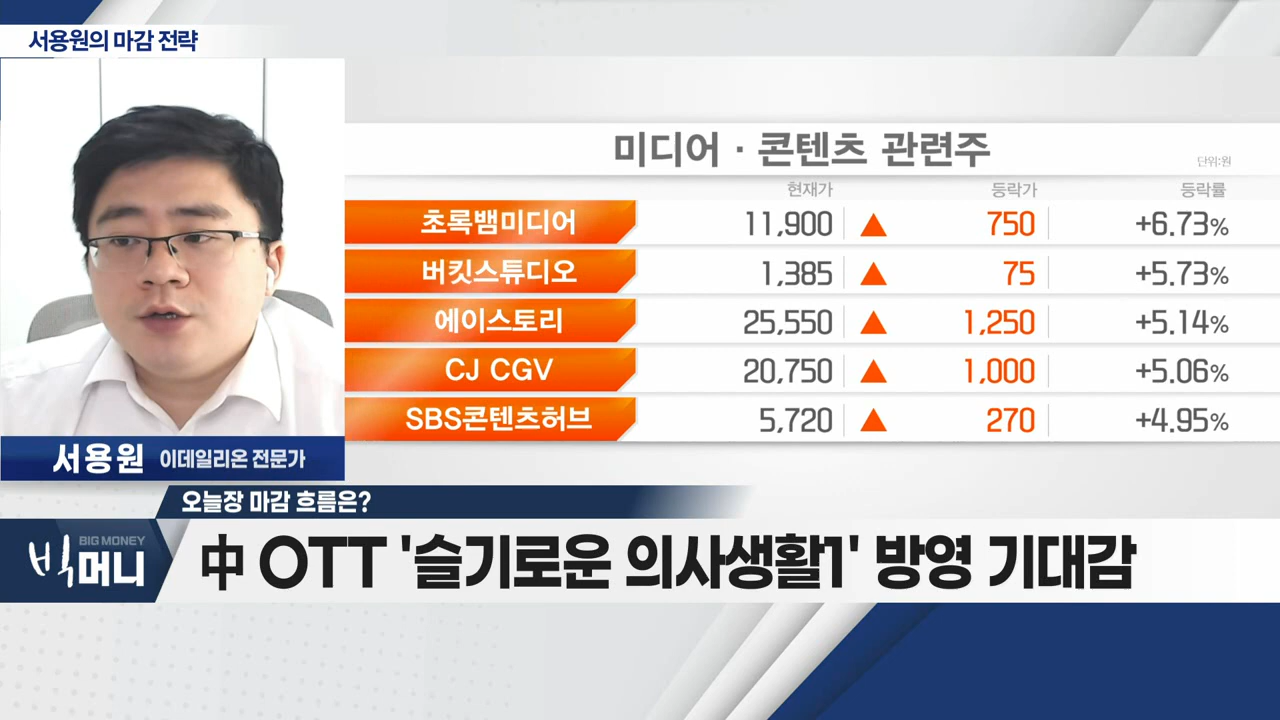 서용원의 마감 전략
미디어 · 콘텐츠 관련주
단위:원
현재가 등락가 등락률
초록뱀미디어 11,900 ▲ 750 +6.73%
버킷스튜디오 1,385 ▲ 75 +5.73%
에이스토리 25,550 ▲ 1,250 +5.14%
CJ CGV 20,750 ▲ 1,000 +5.06%
SBS콘텐츠허브 5,720 ▲ 270 +4.95%
서용원 이데일리온 전문가
오늘장 마감 흐름은?
BIG MONEY
빅머니
中 OTT '슬기로운 의사생활1' 방영 기대감